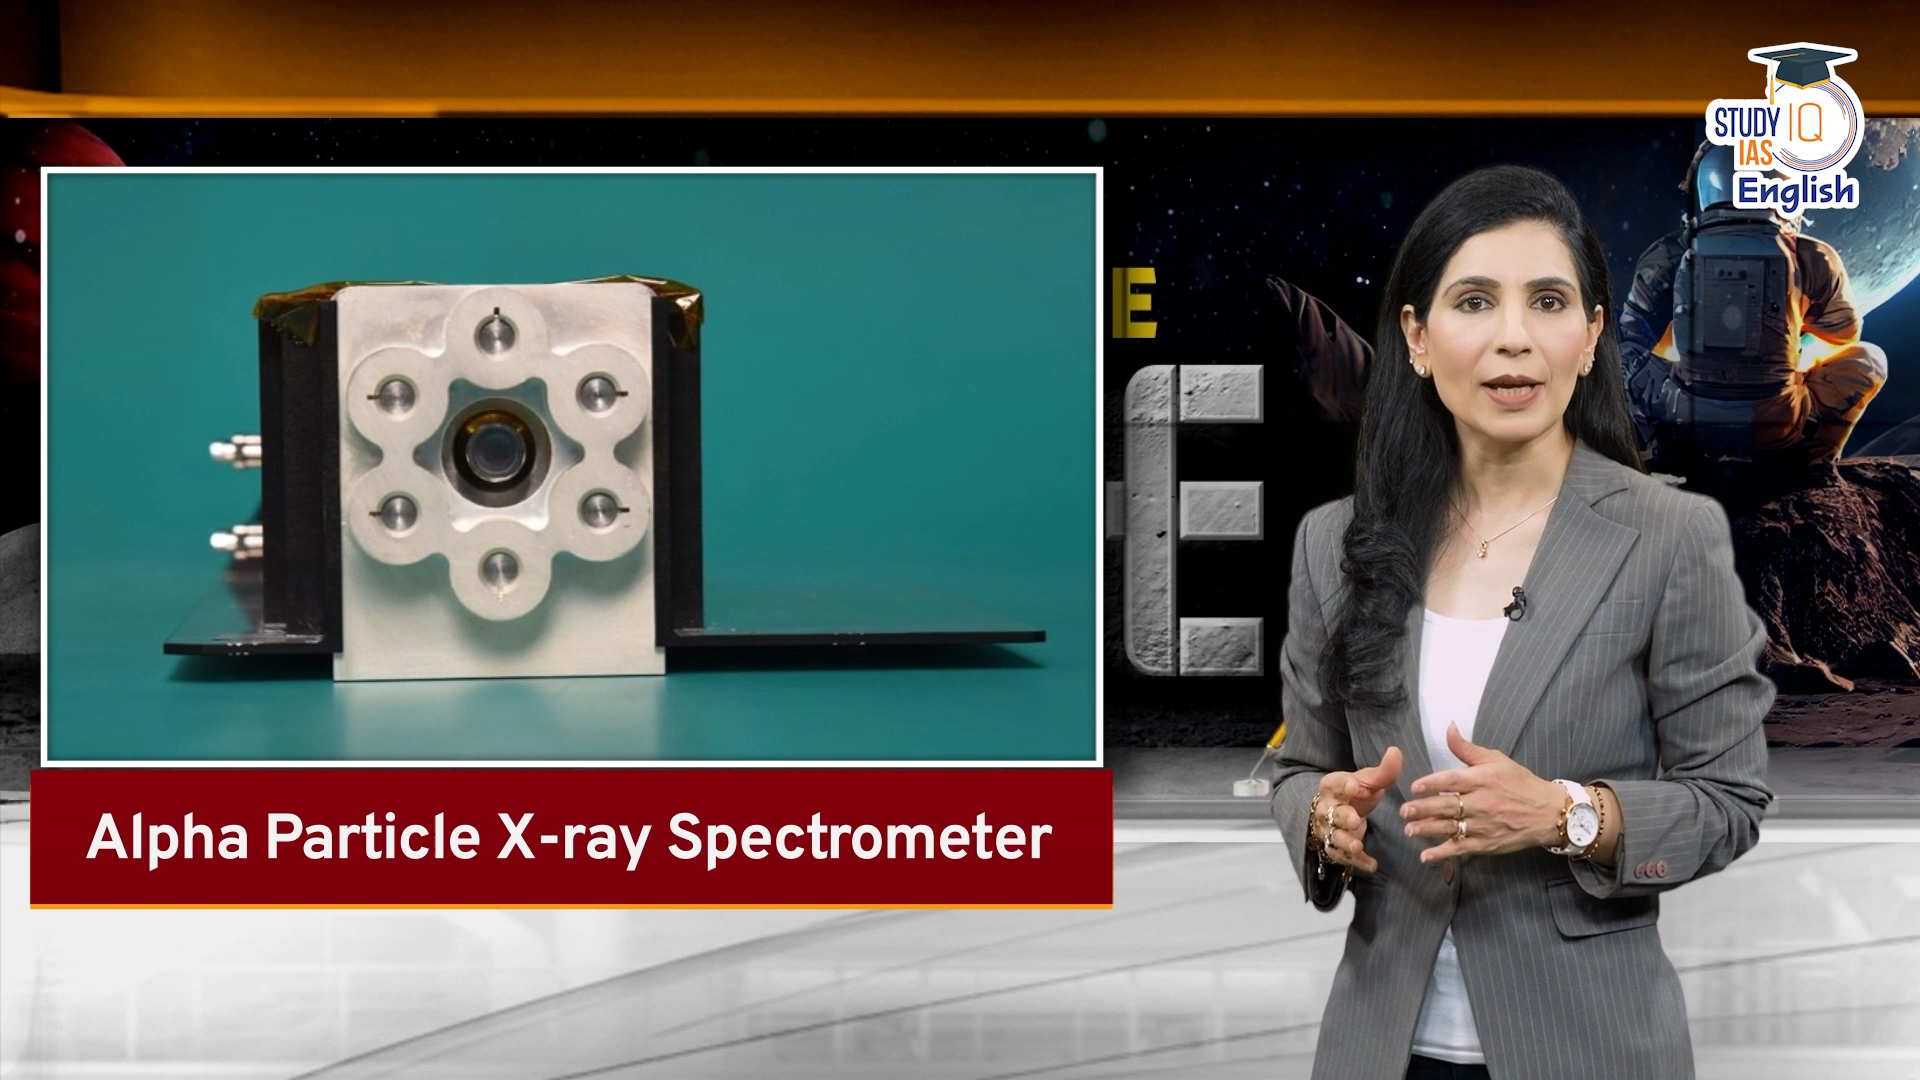 STUDY IQ
IAS
English
E
E
Alpha Particle X-ray Spectrometer